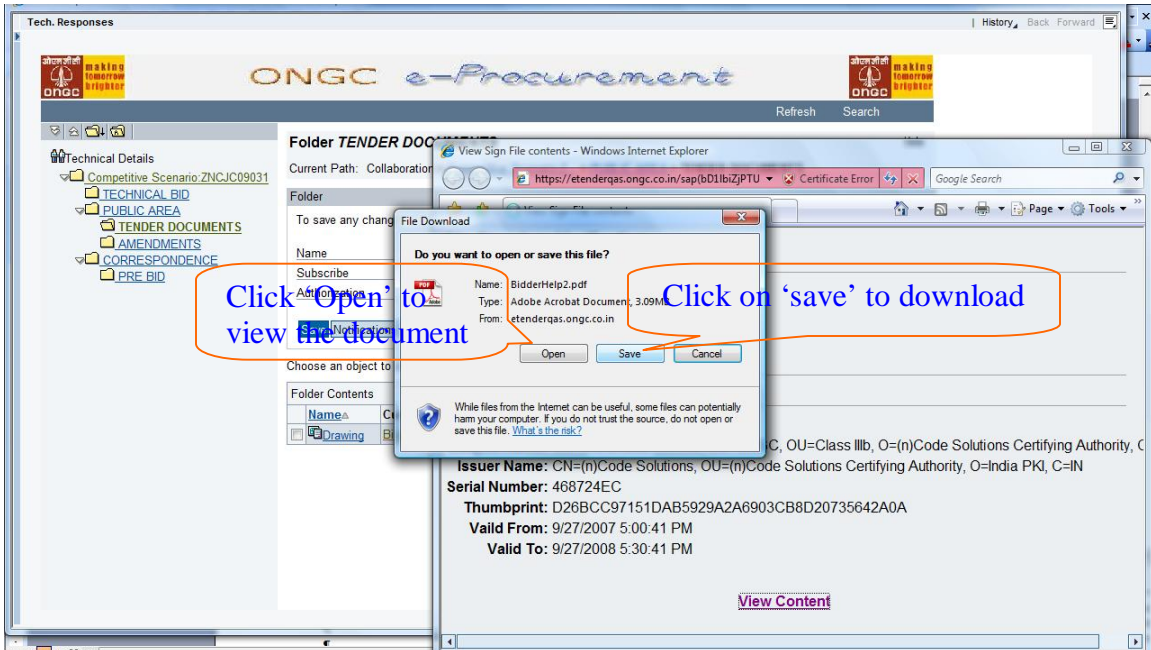 Tech. Responses
History Back Forward
ओएनजीसी
ONGC
making
tomorrow
brighter
ONGC e-Procurement
ओएनजीसी
ONGC
making
tomorrow
brighter
Refresh Search
Technical Details
Competitive Scenario:ZNCJC09031
TECHNICAL BID
PUBLIC AREA
TENDER DOCUMENTS
AMENDMENTS
CORRESPONDENCE
PRE BID
Folder TENDER DOC
Current Path: Collaboration
Folder
To save any chang
Name
Subscribe
Authorization
Save Notification
Choose an object to
Folder Contents
Name
Drawing
View Sign File contents - Windows Internet Explorer
https://etenderqas.ongc.co.in/sap(bD1lbiZjPTU
Certificate Error
Google Search
Page Tools
File Download
Do you want to open or save this file?
Name: BidderHelp2.pdf
Type: Adobe Acrobat Document, 3.09MB
From: etenderqas.ongc.co.in
Open Save Cancel
While files from the Internet can be useful, some files can potentially
harm your computer. If you do not trust the source, do not open or
save this file. What's the risk?
Click 'Open' to
view the document
Click on 'save' to download
C, OU=Class IIIb, O=(n)Code Solutions Certifying Authority, C
Issuer Name: CN=(n)Code Solutions, OU=(n)Code Solutions Certifying Authority, O=India PKI, C=IN
Serial Number: 468724EC
Thumbprint: D26BCC97151DAB5929A2A6903CB8D20735642A0A
Vaild From: 9/27/2007 5:00:41 PM
Valid To: 9/27/2008 5:30:41 PM
View Content